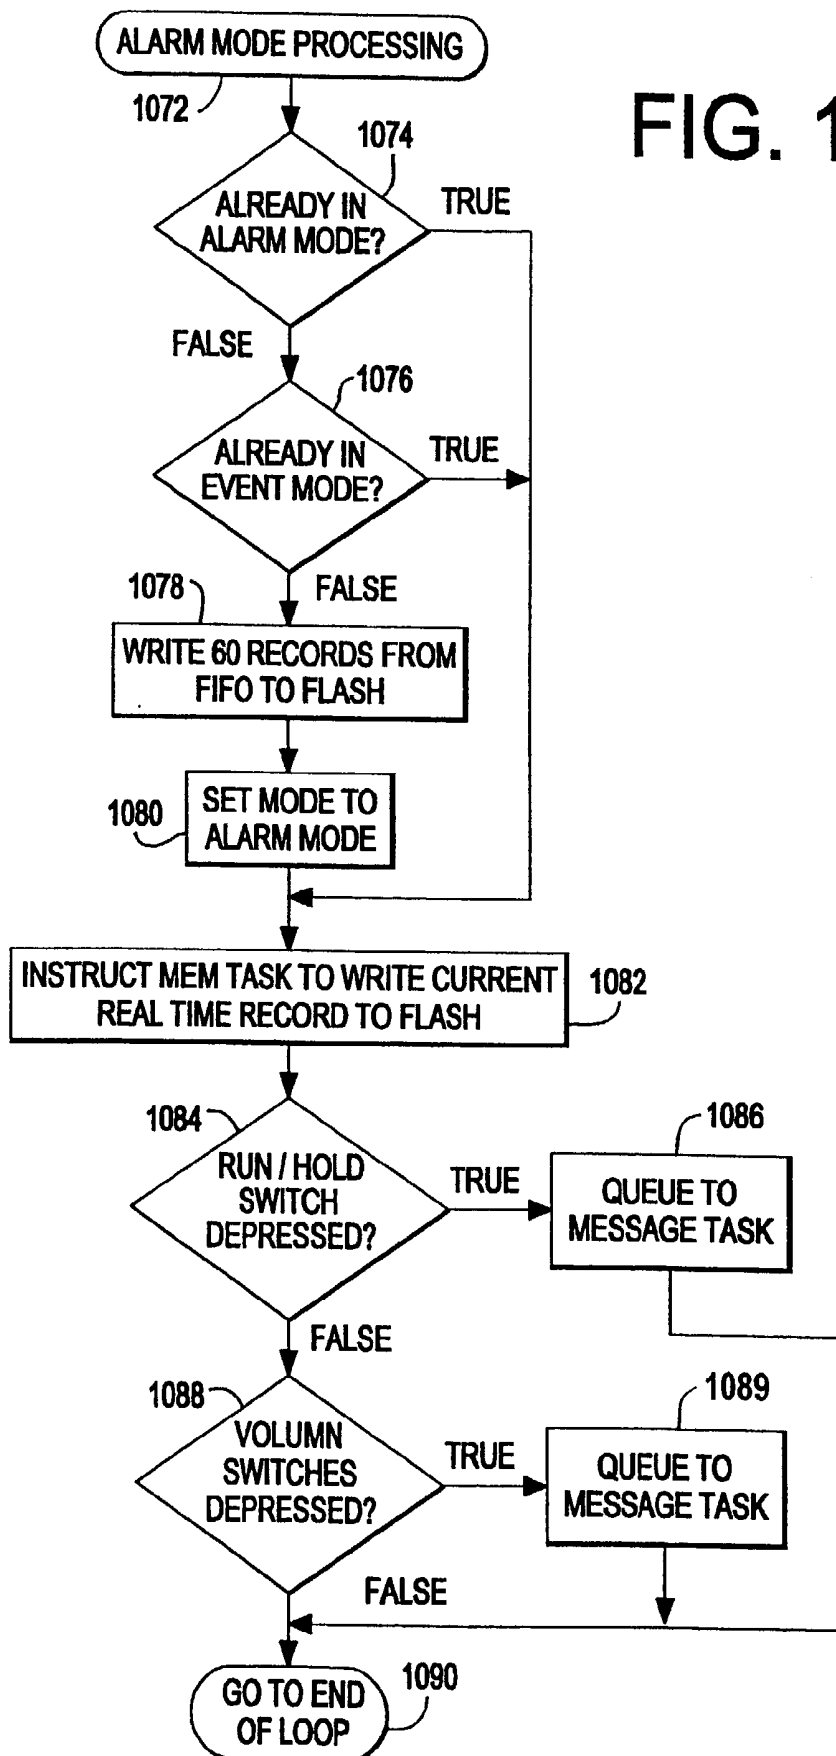 ALARM MODE PROCESSING
1072
FIG. 1
1074
ALREADY IN
ALARM MODE?
TRUE
FALSE
1076
ALREADY IN
EVENT MODE?
TRUE
FALSE
1078
WRITE 60 RECORDS FROM
FIFO TO FLASH
1080
SET MODE TO
ALARM MODE
INSTRUCT MEM TASK TO WRITE CURRENT
REAL TIME RECORD TO FLASH
1082
1084
RUN / HOLD
SWITCH
DEPRESSED?
TRUE
1086
QUEUE TO
MESSAGE TASK
FALSE
1088
VOLUMN
SWITCHES
DEPRESSED?
TRUE
1089
QUEUE TO
MESSAGE TASK
FALSE
GO TO END
OF LOOP
1090